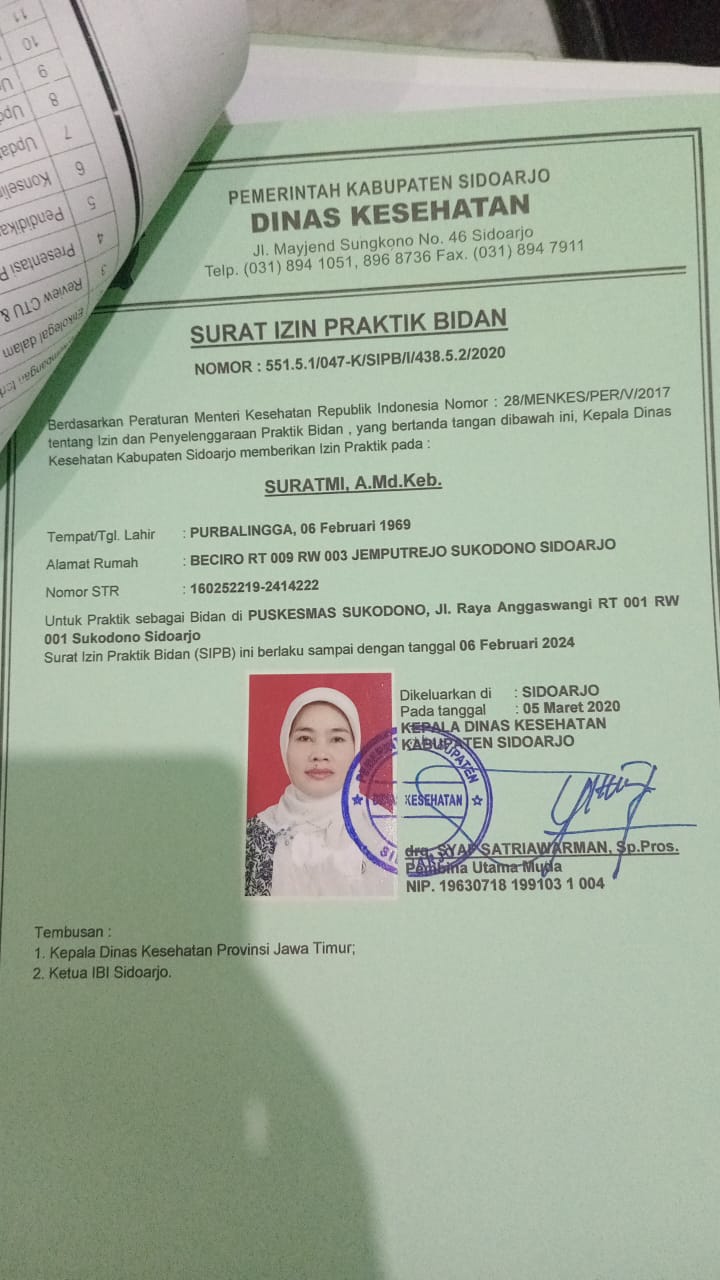 11
10
9
8
7
6
5
4
3
Updat
Konselin
Pendidika
Presentasi P
Review CTU &
Etikolegal dalam
PEMERINTAH KABUPATEN SIDOARJO
DINAS KESEHATAN
Jl. Mayjend Sungkono No. 46 Sidoarjo
Telp. (031) 894 1051, 896 8736 Fax. (031) 894 7911
SURAT IZIN PRAKTIK BIDAN
NOMOR : 551.5.1/047-K/SIPB/I/438.5.2/2020
Berdasarkan Peraturan Menteri Kesehatan Republik Indonesia Nomor : 28/MENKES/PER/V/2017
tentang Izin dan Penyelenggaraan Praktik Bidan , yang bertanda tangan dibawah ini, Kepala Dinas
Kesehatan Kabupaten Sidoarjo memberikan Izin Praktik pada :
SURATMI, A.Md.Keb.
Tempat/Tgl. Lahir : PURBALINGGA, 06 Februari 1969
Alamat Rumah : BECIRO RT 009 RW 003 JEMPUTREJO SUKODONO SIDOARJO
Nomor STR : 160252219-2414222
Untuk Praktik sebagai Bidan di PUSKESMAS SUKODONO, Jl. Raya Anggaswangi RT 001 RW
001 Sukodono Sidoarjo
Surat Izin Praktik Bidan (SIPB) ini berlaku sampai dengan tanggal 06 Februari 2024
Dikeluarkan di : SIDOARJO
Pada tanggal : 05 Maret 2020
KEPALA DINAS KESEHATAN
KABUPATEN SIDOARJO
KESEHATAN
drg. SYAF SATRIAWARMAN, Sp.Pros.
Pembina Utama Muda
NIP. 19630718 199103 1 004
Tembusan :
1. Kepala Dinas Kesehatan Provinsi Jawa Timur;
2. Ketua IBI Sidoarjo.